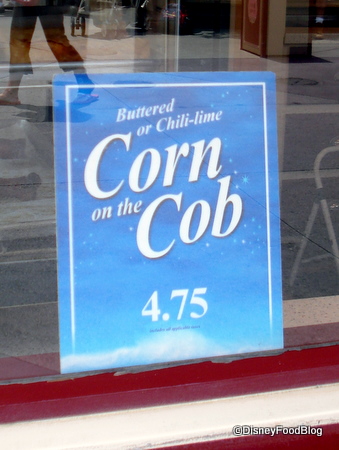 Buttered
or Chili-lime
Corn
on the
Cob
4.75
©DisneyFoodBlog